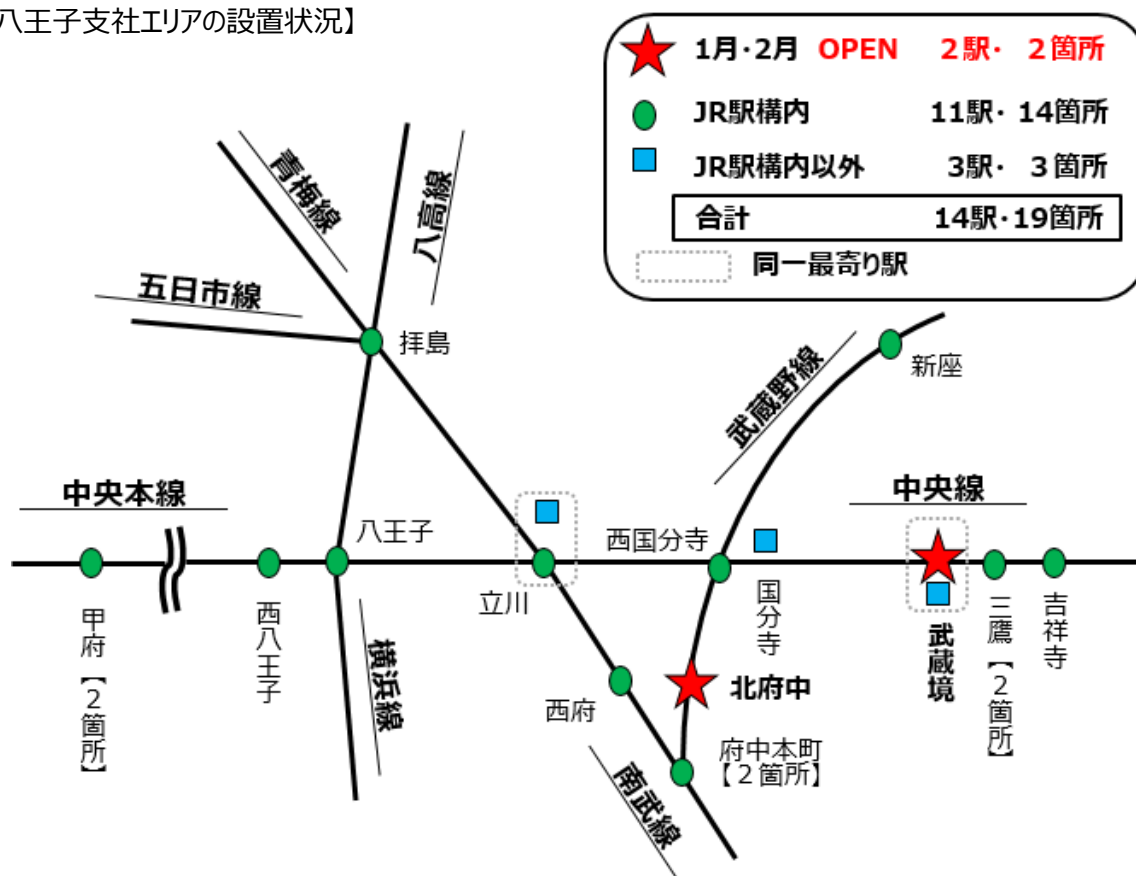 八王子支社エリアの設置状況】
1月・2月 OPEN 2駅・ 2箇所
JR駅構内 11駅・ 14箇所
JR駅構内以外 3駅・ 3箇所
合計 14駅・19箇所
同一最寄り駅
青梅線
八高線
五日市線
拝島
武蔵野線
新座
中央本線
中央線
八王子
西国分寺
立川
国分寺
甲府【2箇所】
西八王子
武蔵境
三鷹【2箇所】
吉祥寺
横浜線
西府
北府中
府中本町
【2箇所】
南武線